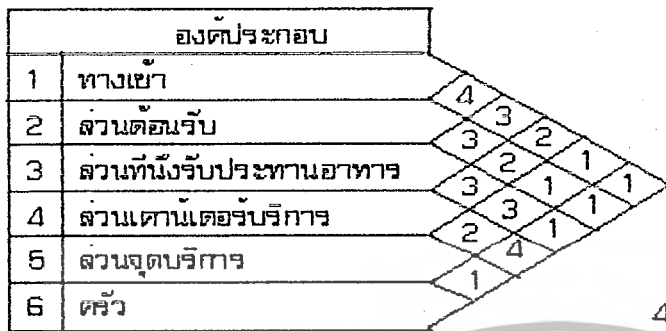 องค์ประกอบ
1 ทางเข้า
2 ส่วนต้อนรับ
3 ส่วนที่นั่งรับประทานอาหาร
4 ส่วนเคาน์เตอร์บริการ
5 ส่วนจุดบริการ
6 ครัว
4 3 2 1 1
3 2 1 1
3 3 1
2 4
1